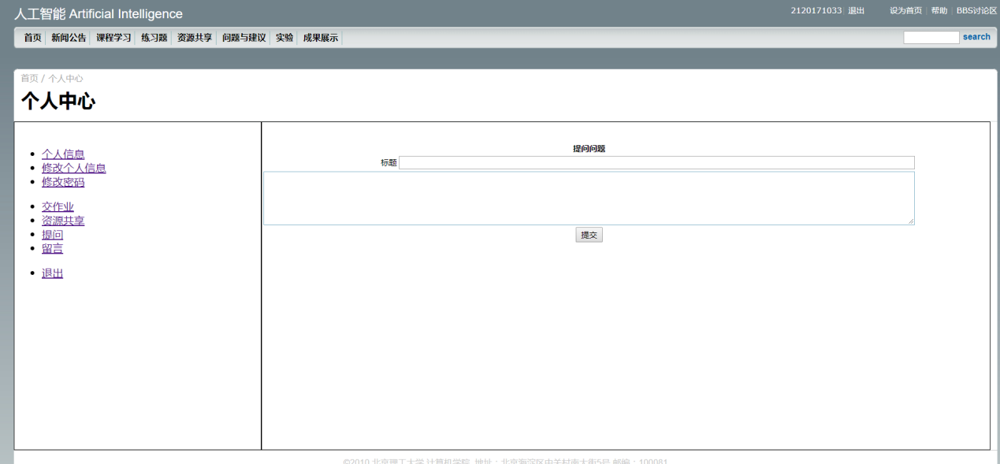 人工智能 Artificial Intelligence
2120171033 退出 设为首页 帮助 BBS讨论区
首页 新闻公告 课程学习 练习题 资源共享 问题与建议 实验 成果展示 search
首页 / 个人中心
个人中心
个人信息
修改个人信息
修改密码
交作业
资源共享
提问
留言
退出
提问问题
标题
提交
©2010 北京理工大学 计算机学院 地址：北京海淀区中关村南大街5号 邮编：100081